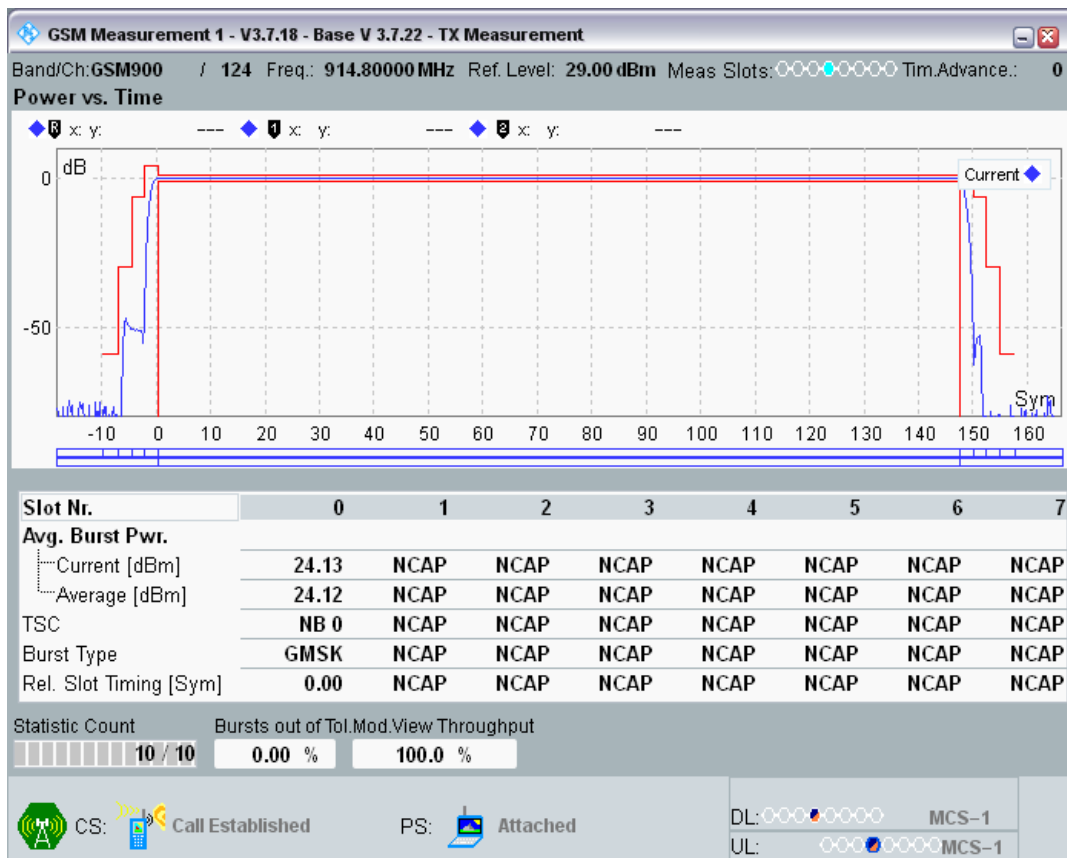 GSM Measurement 1 - V3.7.18 - Base V 3.7.22 - TX Measurement
Band/Ch:GSM900 / 124 Freq.: 914.80000 MHz Ref. Level: 29.00 dBm Meas Slots: Tim.Advance.: 0
Power vs. Time
R x: y: --- 1 x: y: --- 2 x: y: ---
dB
Current
0
-50
Sym
-10 0 10 20 30 40 50 60 70 80 90 100 110 120 130 140 150 160
Slot Nr. 0 1 2 3 4 5 6 7
Avg. Burst Pwr.
Current [dBm] 24.13 NCAP NCAP NCAP NCAP NCAP NCAP NCAP
Average [dBm] 24.12 NCAP NCAP NCAP NCAP NCAP NCAP NCAP
TSC NB 0 NCAP NCAP NCAP NCAP NCAP NCAP NCAP
Burst Type GMSK NCAP NCAP NCAP NCAP NCAP NCAP NCAP
Rel. Slot Timing [Sym] 0.00 NCAP NCAP NCAP NCAP NCAP NCAP NCAP
Statistic Count Bursts out of Tol. Mod.View Throughput
10 / 10 0.00 % 100.0 %
CS: Call Established PS: Attached
DL: MCS-1
UL: MCS-1